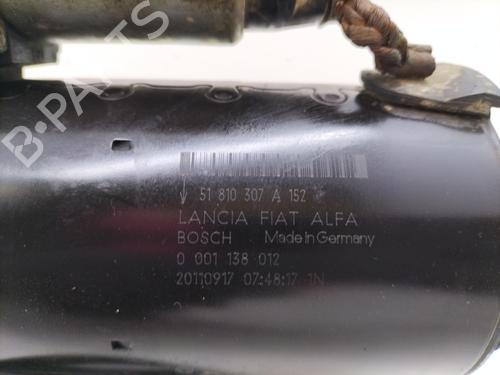 B-PARTS
51 810 307 A 152
LANCIA FIAT ALFA
BOSCH Made in Germany
0 001 138 012
20110917 07:48:17 1N